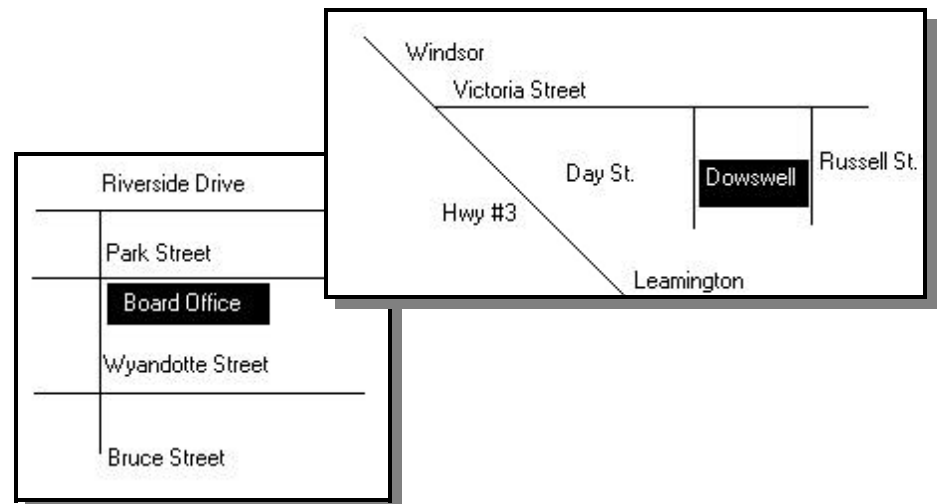 Windsor
Victoria Street
Day St.
Dowswell
Russell St.
Hwy #3
Leamington
Riverside Drive
Park Street
Board Office
Wyandotte Street
Bruce Street